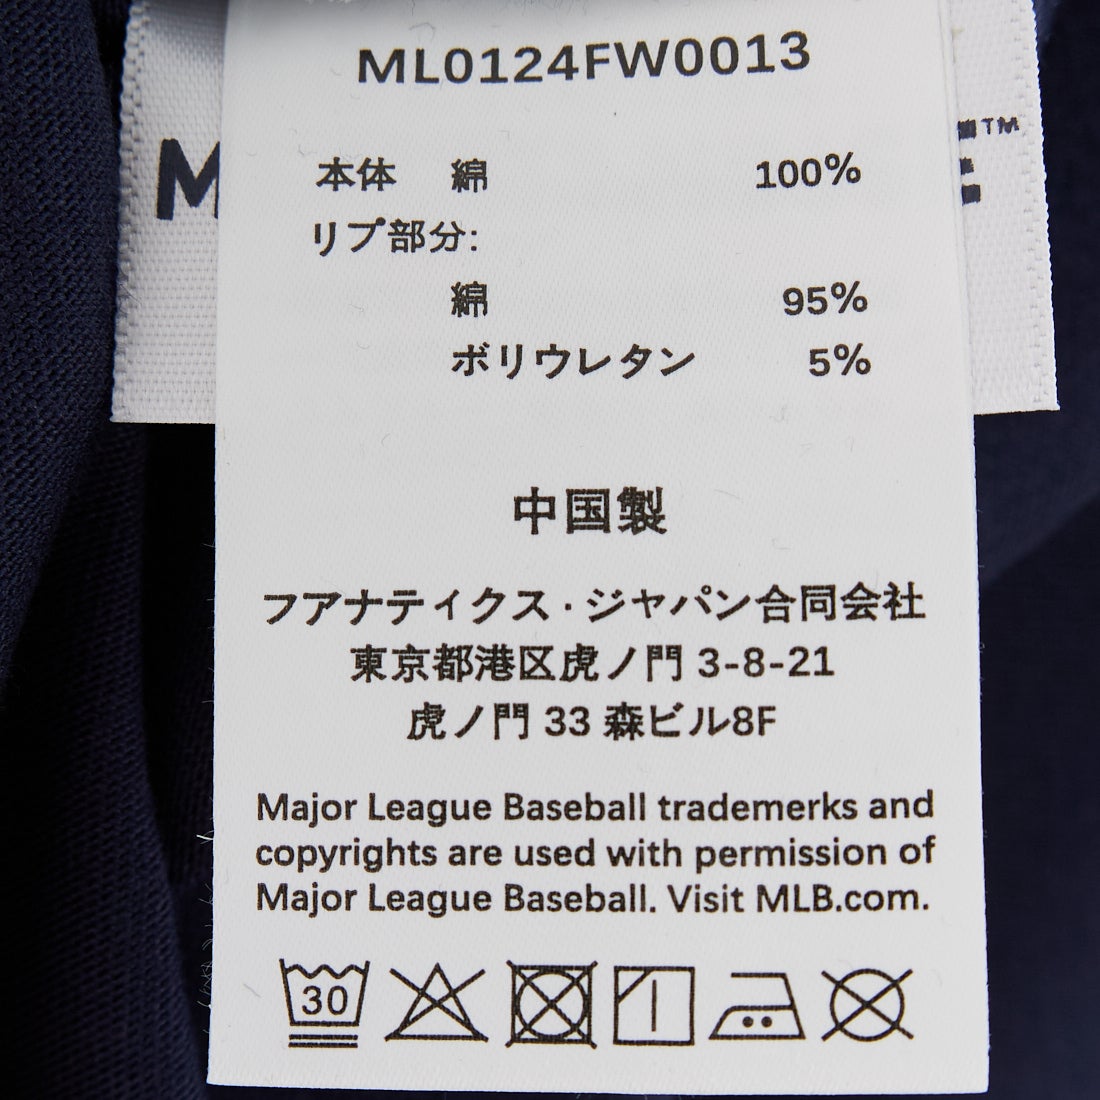 ML0124FW0013
本体 綿 100%
リブ部分:
綿 95%
ポリウレタン 5%
中国製
フアナティクス・ジャパン合同会社
東京都港区虎ノ門 3-8-21
虎ノ門 33 森ビル8F
Major League Baseball trademerks and
copyrights are used with permission of
Major League Baseball. Visit MLB.com.
30